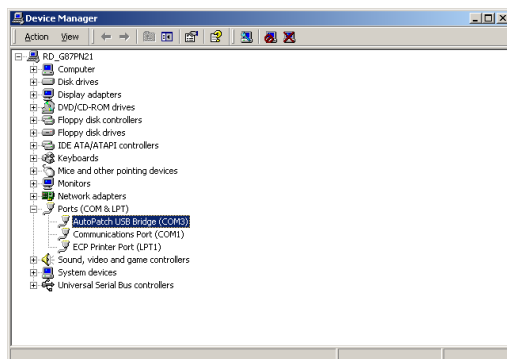 Device Manager
Action View
RD_G87PN21
Computer
Disk drives
Display adapters
DVD/CD-ROM drives
Floppy disk controllers
Floppy disk drives
IDE ATA/ATAPI controllers
Keyboards
Mice and other pointing devices
Monitors
Network adapters
Ports (COM & LPT)
AutoPatch USB Bridge (COM3)
Communications Port (COM1)
ECP Printer Port (LPT1)
Sound, video and game controllers
System devices
Universal Serial Bus controllers